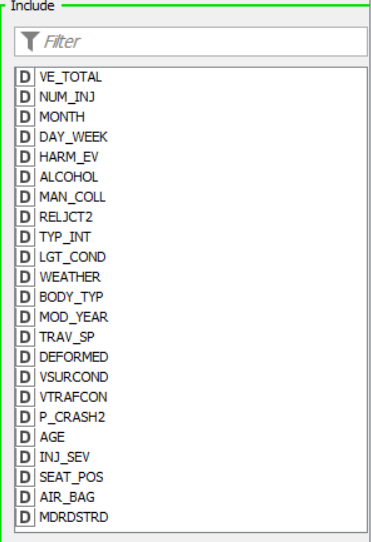 Include
Filter
D VE_TOTAL
D NUM_INJ
D MONTH
D DAY_WEEK
D HARM_EV
D ALCOHOL
D MAN_COLL
D RELJCT2
D TYP_INT
D LGT_COND
D WEATHER
D BODY_TYP
D MOD_YEAR
D TRAV_SP
D DEFORMED
D VSURCOND
D VTRAFCON
D P_CRASH2
D AGE
D INJ_SEV
D SEAT_POS
D AIR_BAG
D MDRDSTRD